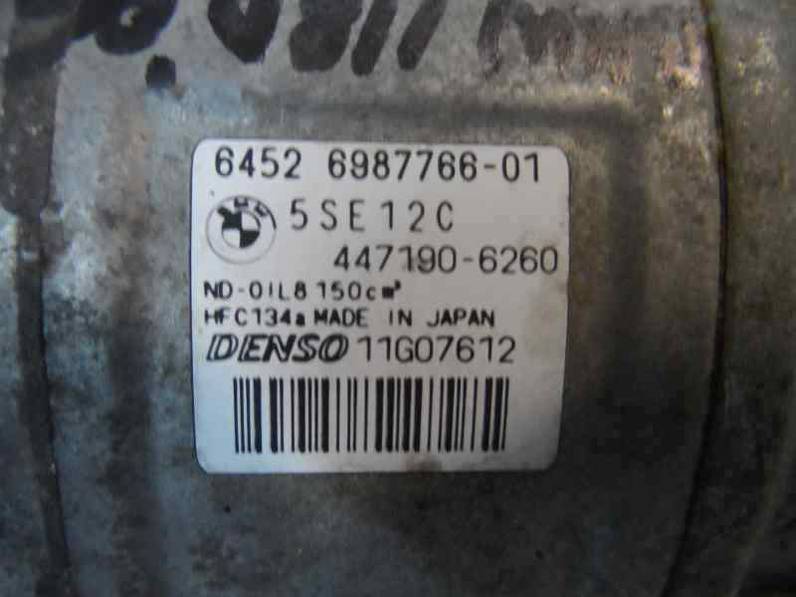 6452 6987766-01
5SE12C
447190-6260
ND-OIL8 150cm³
HFC134a MADE IN JAPAN
DENSO 11G07612